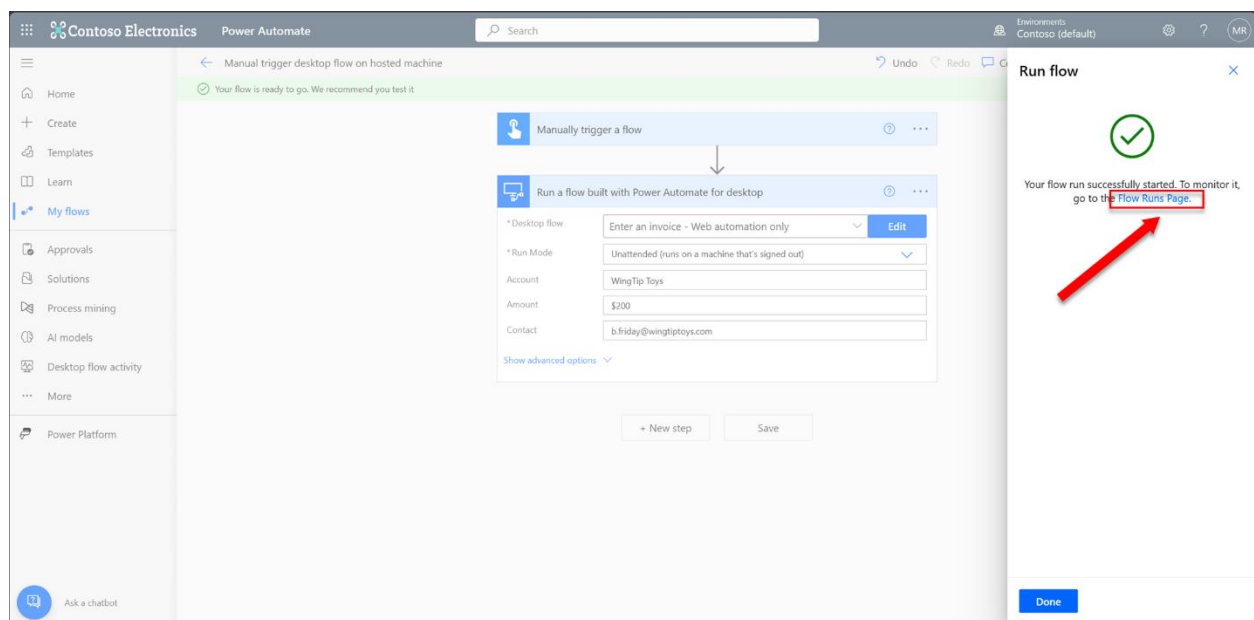 Contoso Electronics
Power Automate
Search
Environments
Contoso (default)
?
MR
Manual trigger desktop flow on hosted machine
Undo
Redo
Your flow is ready to go. We recommend you test it
Home
Create
Templates
Learn
My flows
Approvals
Solutions
Process mining
AI models
Desktop flow activity
More
Power Platform
Ask a chatbot
Manually trigger a flow
Run a flow built with Power Automate for desktop
* Desktop flow
Enter an invoice - Web automation only
Edit
* Run Mode
Unattended (runs on a machine that's signed out)
Account
WingTip Toys
Amount
$200
Contact
b.friday@wingtiptoys.com
Show advanced options
+ New step
Save
Run flow
Your flow run successfully started. To monitor it,
go to the Flow Runs Page.
Done